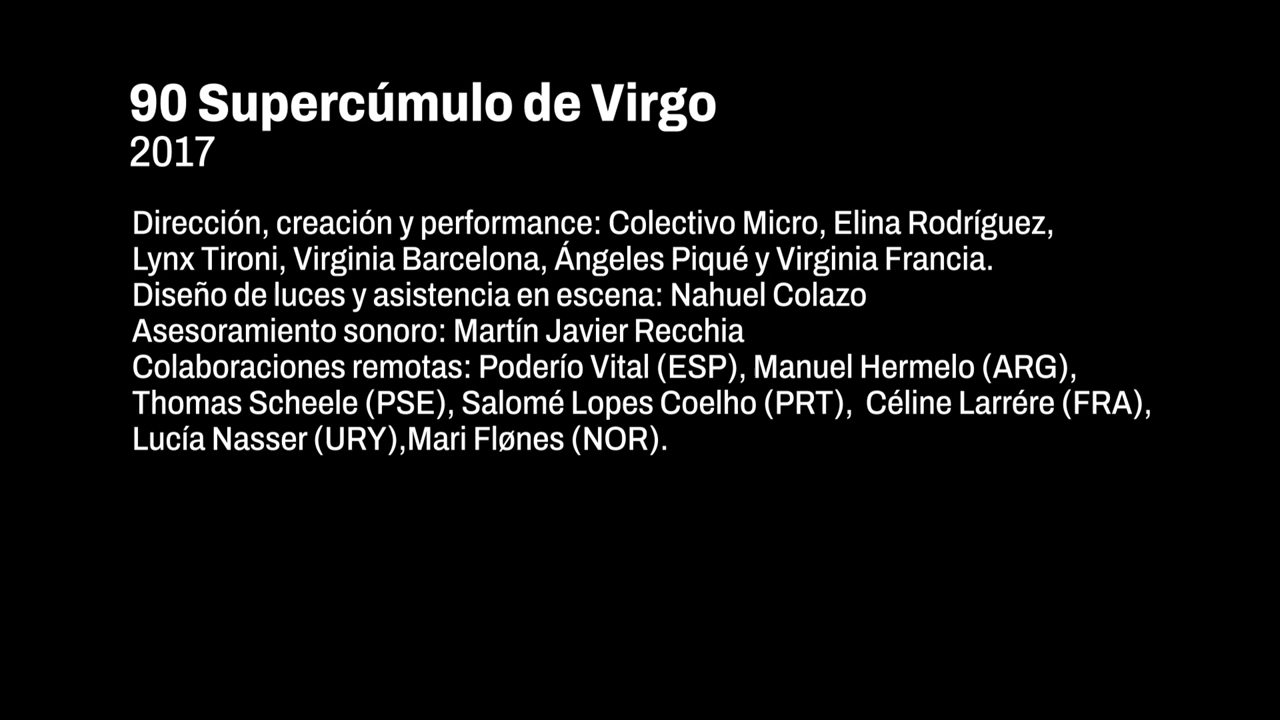 90 Supercúmulo de Virgo
2017
Dirección, creación y performance: Colectivo Micro, Elina Rodríguez,
Lynx Tironi, Virginia Barcelona, Ángeles Piqué y Virginia Francia.
Diseño de luces y asistencia en escena: Nahuel Colazo
Asesoramiento sonoro: Martín Javier Recchia
Colaboraciones remotas: Poderío Vital (ESP), Manuel Hermelo (ARG),
Thomas Scheele (PSE), Salomé Lopes Coelho (PRT),  Céline Larrére (FRA),
Lucía Nasser (URY),Mari Flønes (NOR).